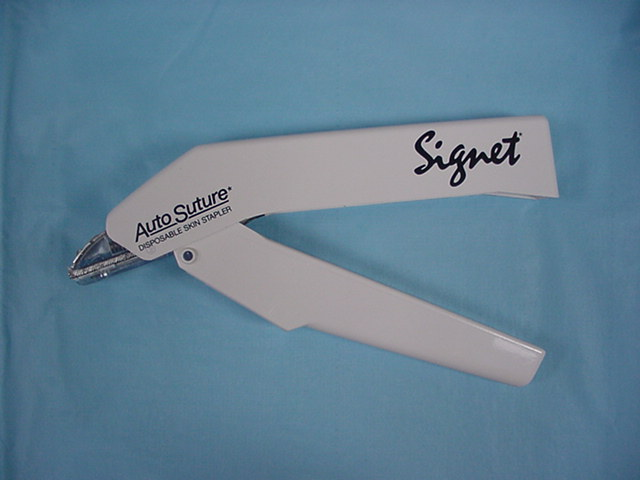 Signet®
Auto Suture*
DISPOSABLE SKIN STAPLER